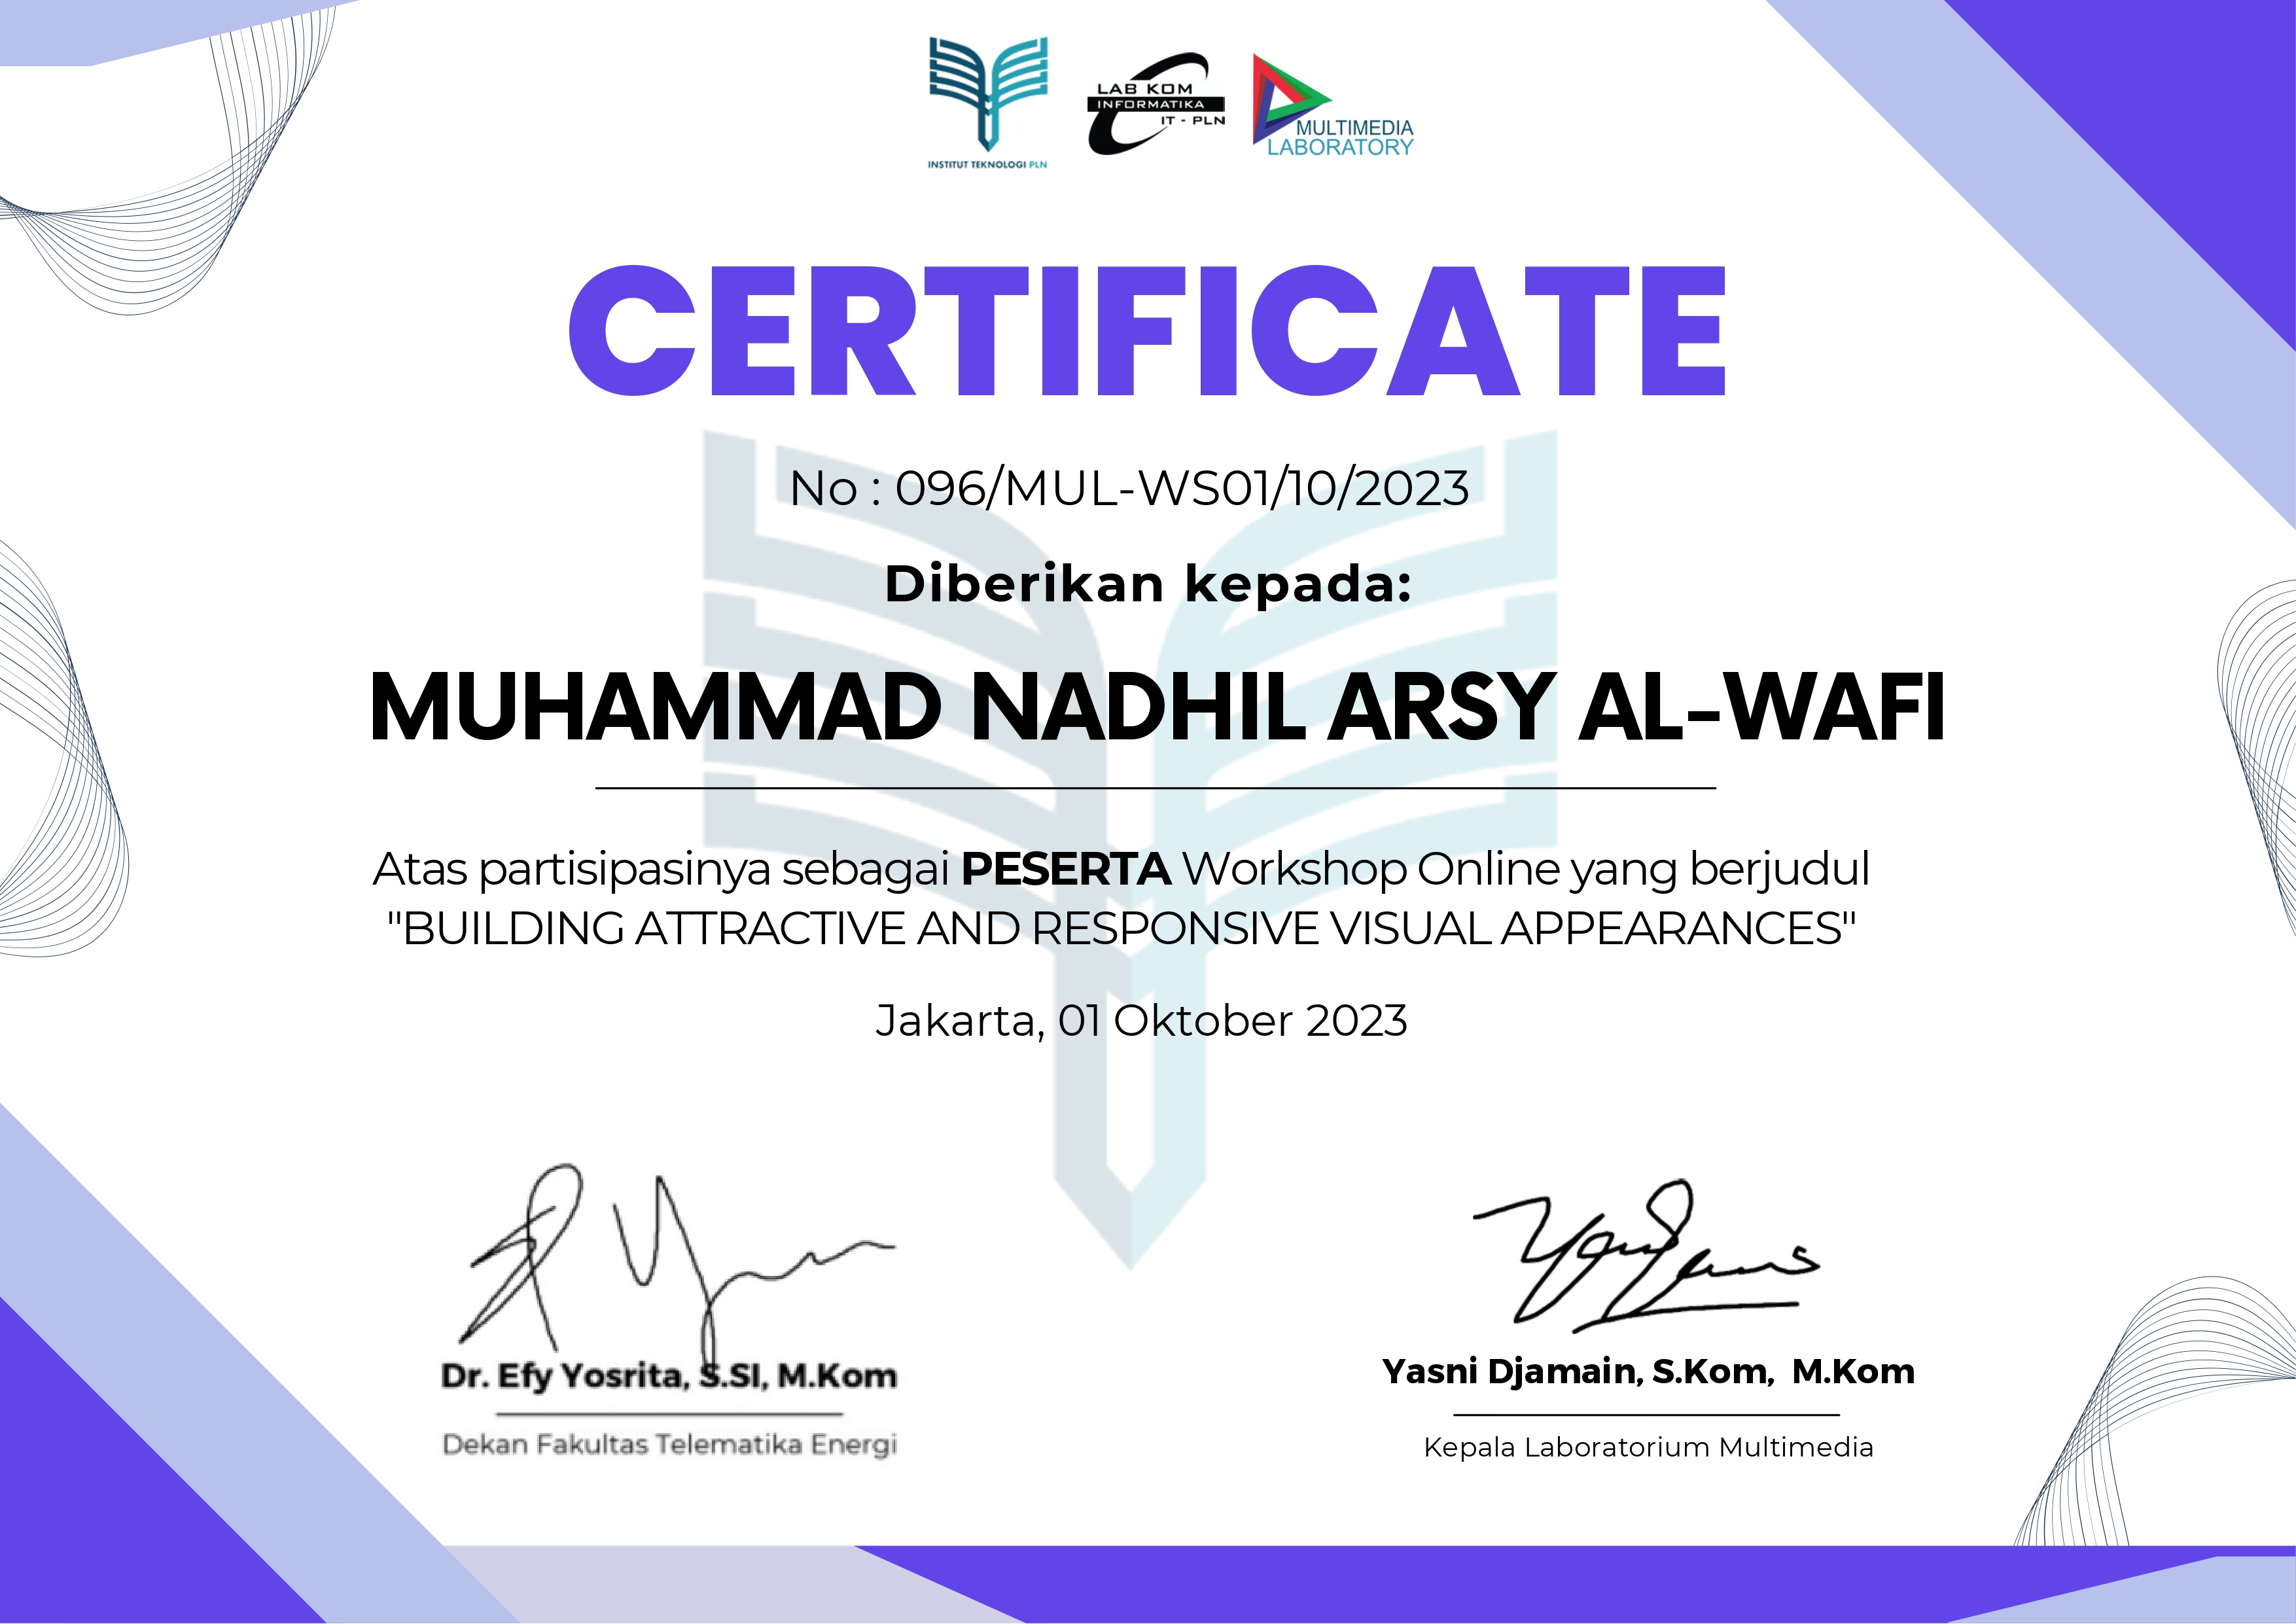 INSTITUT TEKNOLOGI PLN
LAB KOM
INFORMATIKA
IT - PLN
MULTIMEDIA
LABORATORY
CERTIFICATE
No : 096/MUL-WS01/10/2023
Diberikan kepada:
MUHAMMAD NADHIL ARSY AL-WAFI
Atas partisipasinya sebagai PESERTA Workshop Online yang berjudul
"BUILDING ATTRACTIVE AND RESPONSIVE VISUAL APPEARANCES"
Jakarta, 01 Oktober 2023
Dr. Efy Yosrita, S.SI, M.Kom
Dekan Fakultas Telematika Energi
Yasni Djamain, S.Kom,  M.Kom
Kepala Laboratorium Multimedia